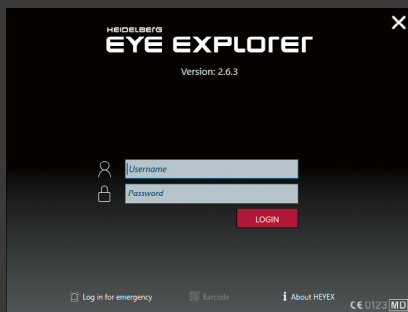 HEIDELBERG
EYE EXPLORER
Version: 2.6.3
Username
Password
LOGIN
Log in for emergency
Barcode
About HEYEX
CE 0123 MD